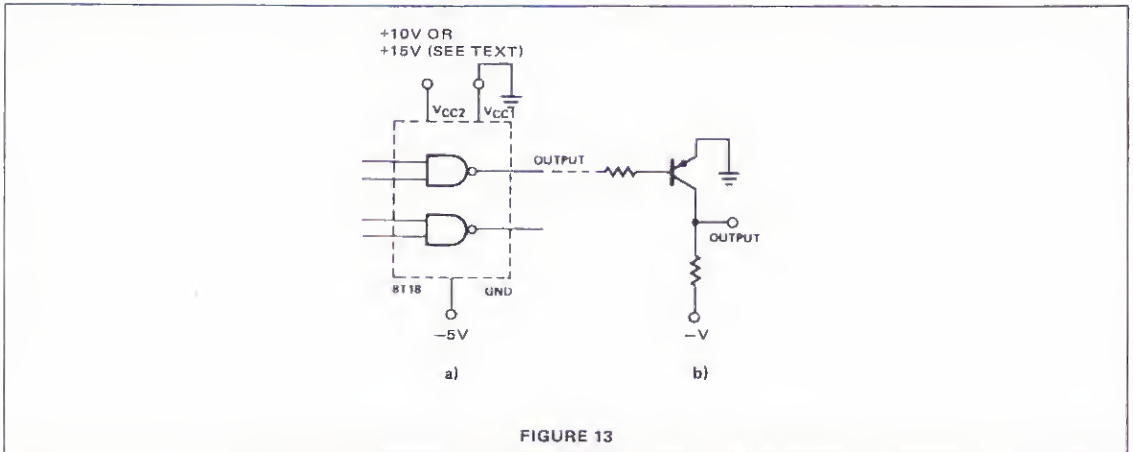 +10V OR
+15V (SEE TEXT)
VCC2 VCC1
OUTPUT
OUTPUT
8T18 GND
−5V −V
a) b)
FIGURE 13